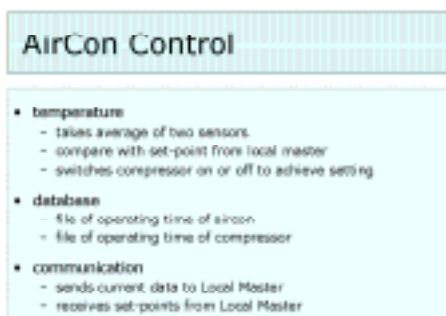 AirCon Control
• temperature
– takes average of two sensors
– compare with set-point from local master
– switches compressor on or off to achieve setting
• database
– file of operating time of aircon
– file of operating time of compressor
• communication
– sends current data to Local Master
– receives set-points from Local Master